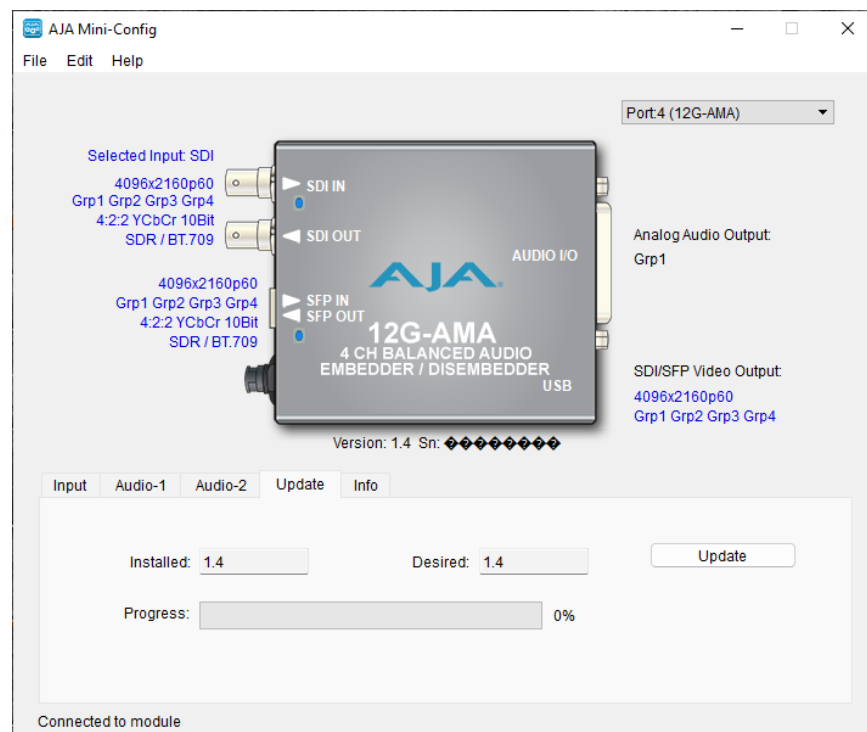 AJA Mini-Config
File Edit Help
Port:4 (12G-AMA)
Selected Input: SDI
4096x2160p60
Grp1 Grp2 Grp3 Grp4
4:2:2 YCbCr 10Bit
SDR / BT.709
4096x2160p60
Grp1 Grp2 Grp3 Grp4
4:2:2 YCbCr 10Bit
SDR / BT.709
SDI IN
SDI OUT
AUDIO I/O
AJA
SFP IN
SFP OUT
12G-AMA
4 CH BALANCED AUDIO
EMBEDDER / DISEMBEDDER
USB
Analog Audio Output:
Grp1
SDI/SFP Video Output:
4096x2160p60
Grp1 Grp2 Grp3 Grp4
Version: 1.4 Sn: ���������
Input Audio-1 Audio-2 Update Info
Installed: 1.4 Desired: 1.4 Update
Progress: 0%
Connected to module